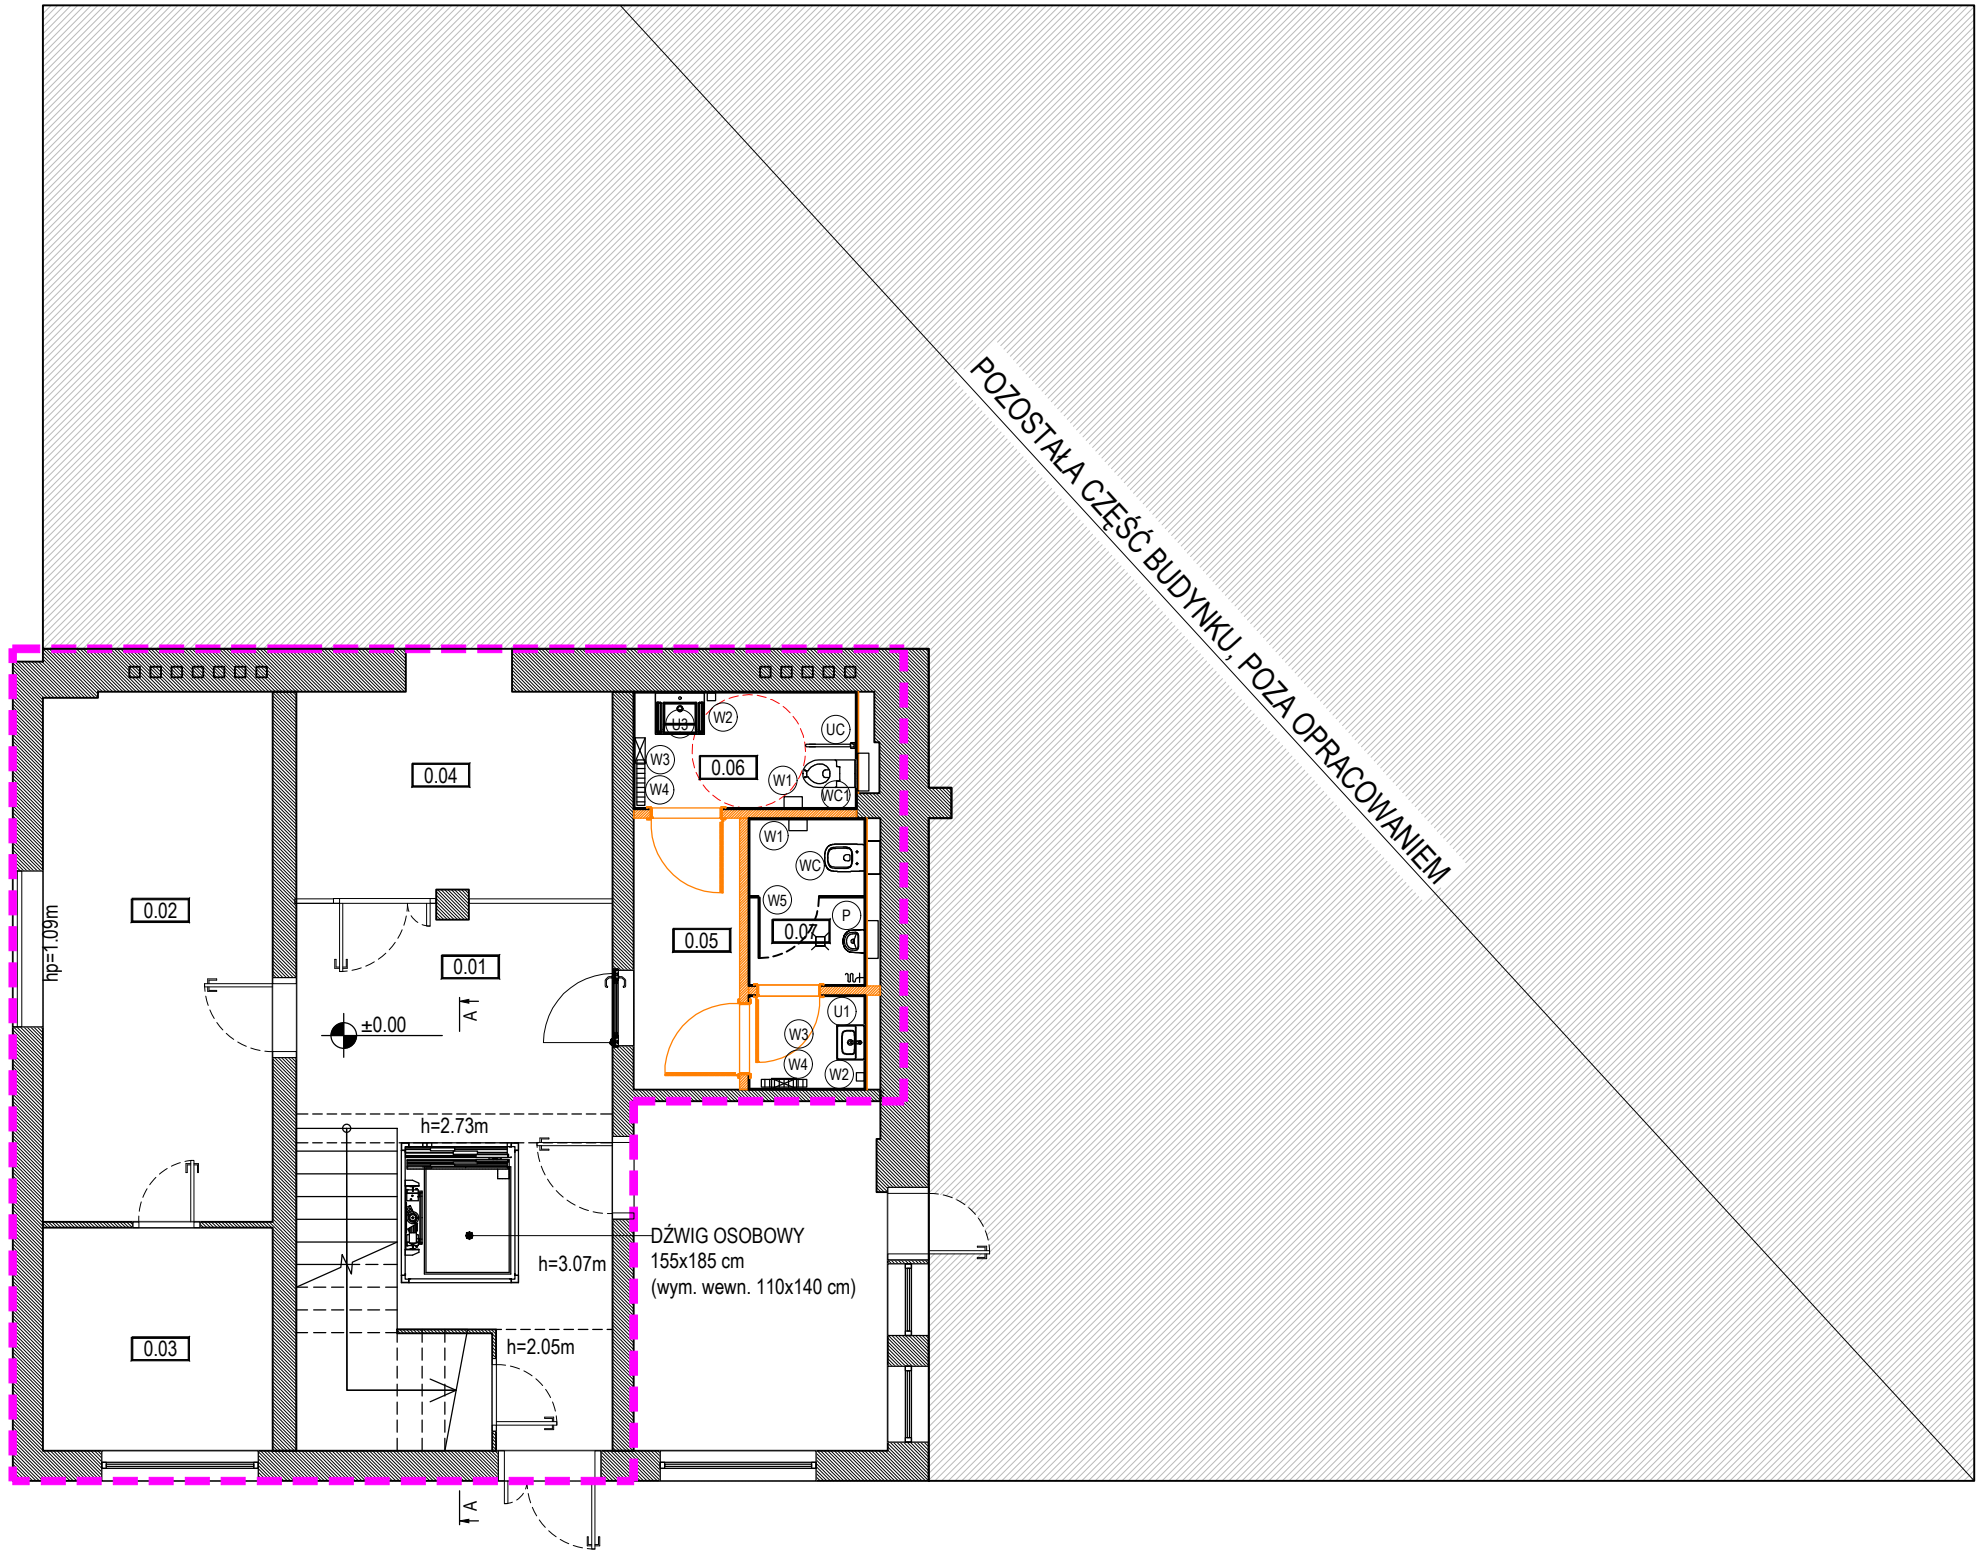 POZOSTAŁA CZĘŚĆ BUDYNKU, POZA OPRACOWANIEM
U3
W2
UC
W3
0.06
W1
W4
WC1
0.04
W1
WC
W5
0.02
P
0.07
hp=1.09m
0.05
0.01
A
U1
±0.00
W3
W4
W2
h=2.73m
DŹWIG OSOBOWY
155x185 cm
(wym. wewn. 110x140 cm)
h=3.07m
h=2.05m
0.03
A